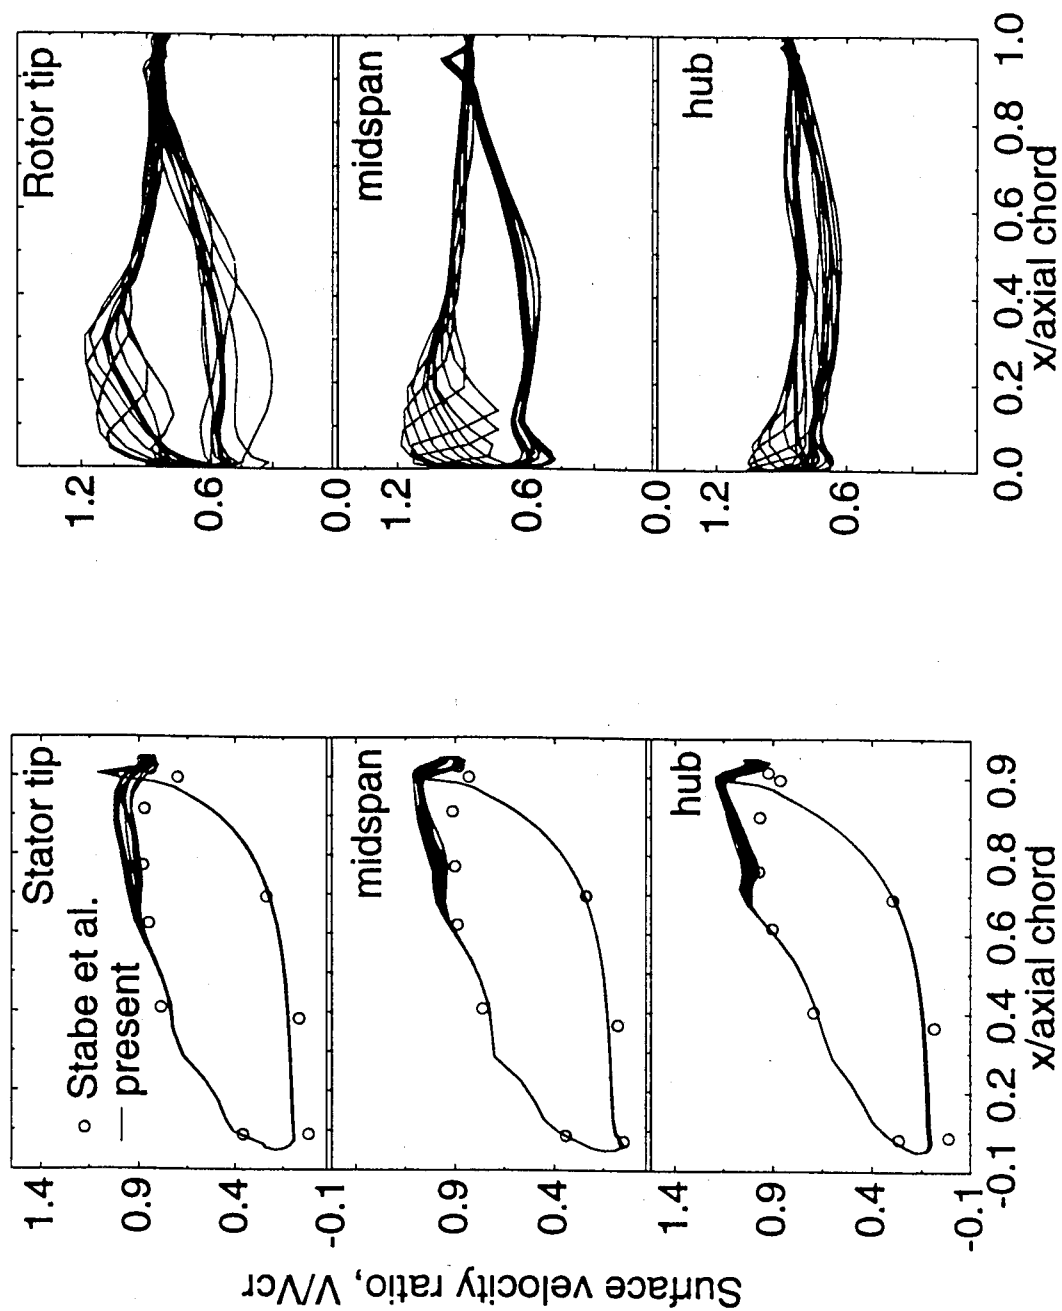 Surface velocity ratio, V/Vcr
Stator tip
Stabe et al.
present
1.4
0.9
0.4
-0.1
midspan
0.9
0.4
hub
1.4
0.9
0.4
-0.1
-0.1 0.2 0.4 0.6 0.8 0.9
x/axial chord
Rotor tip
1.2
0.6
midspan
0.0
1.2
0.6
0.0
hub
1.2
0.6
0.0 0.2 0.4 0.6 0.8 1.0
x/axial chord